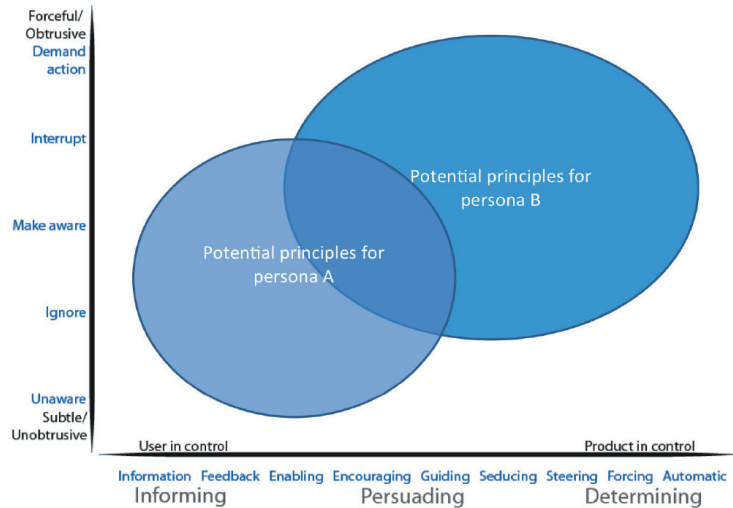 Forceful/
Obtrusive
Demand
action
Interrupt
Make aware
Ignore
Unaware
Subtle/
Unobtrusive
Potential principles for
persona B
Potential principles for
persona A
User in control
Product in control
Information Feedback Enabling Encouraging Guiding Seducing Steering Forcing Automatic
Informing Persuading Determining